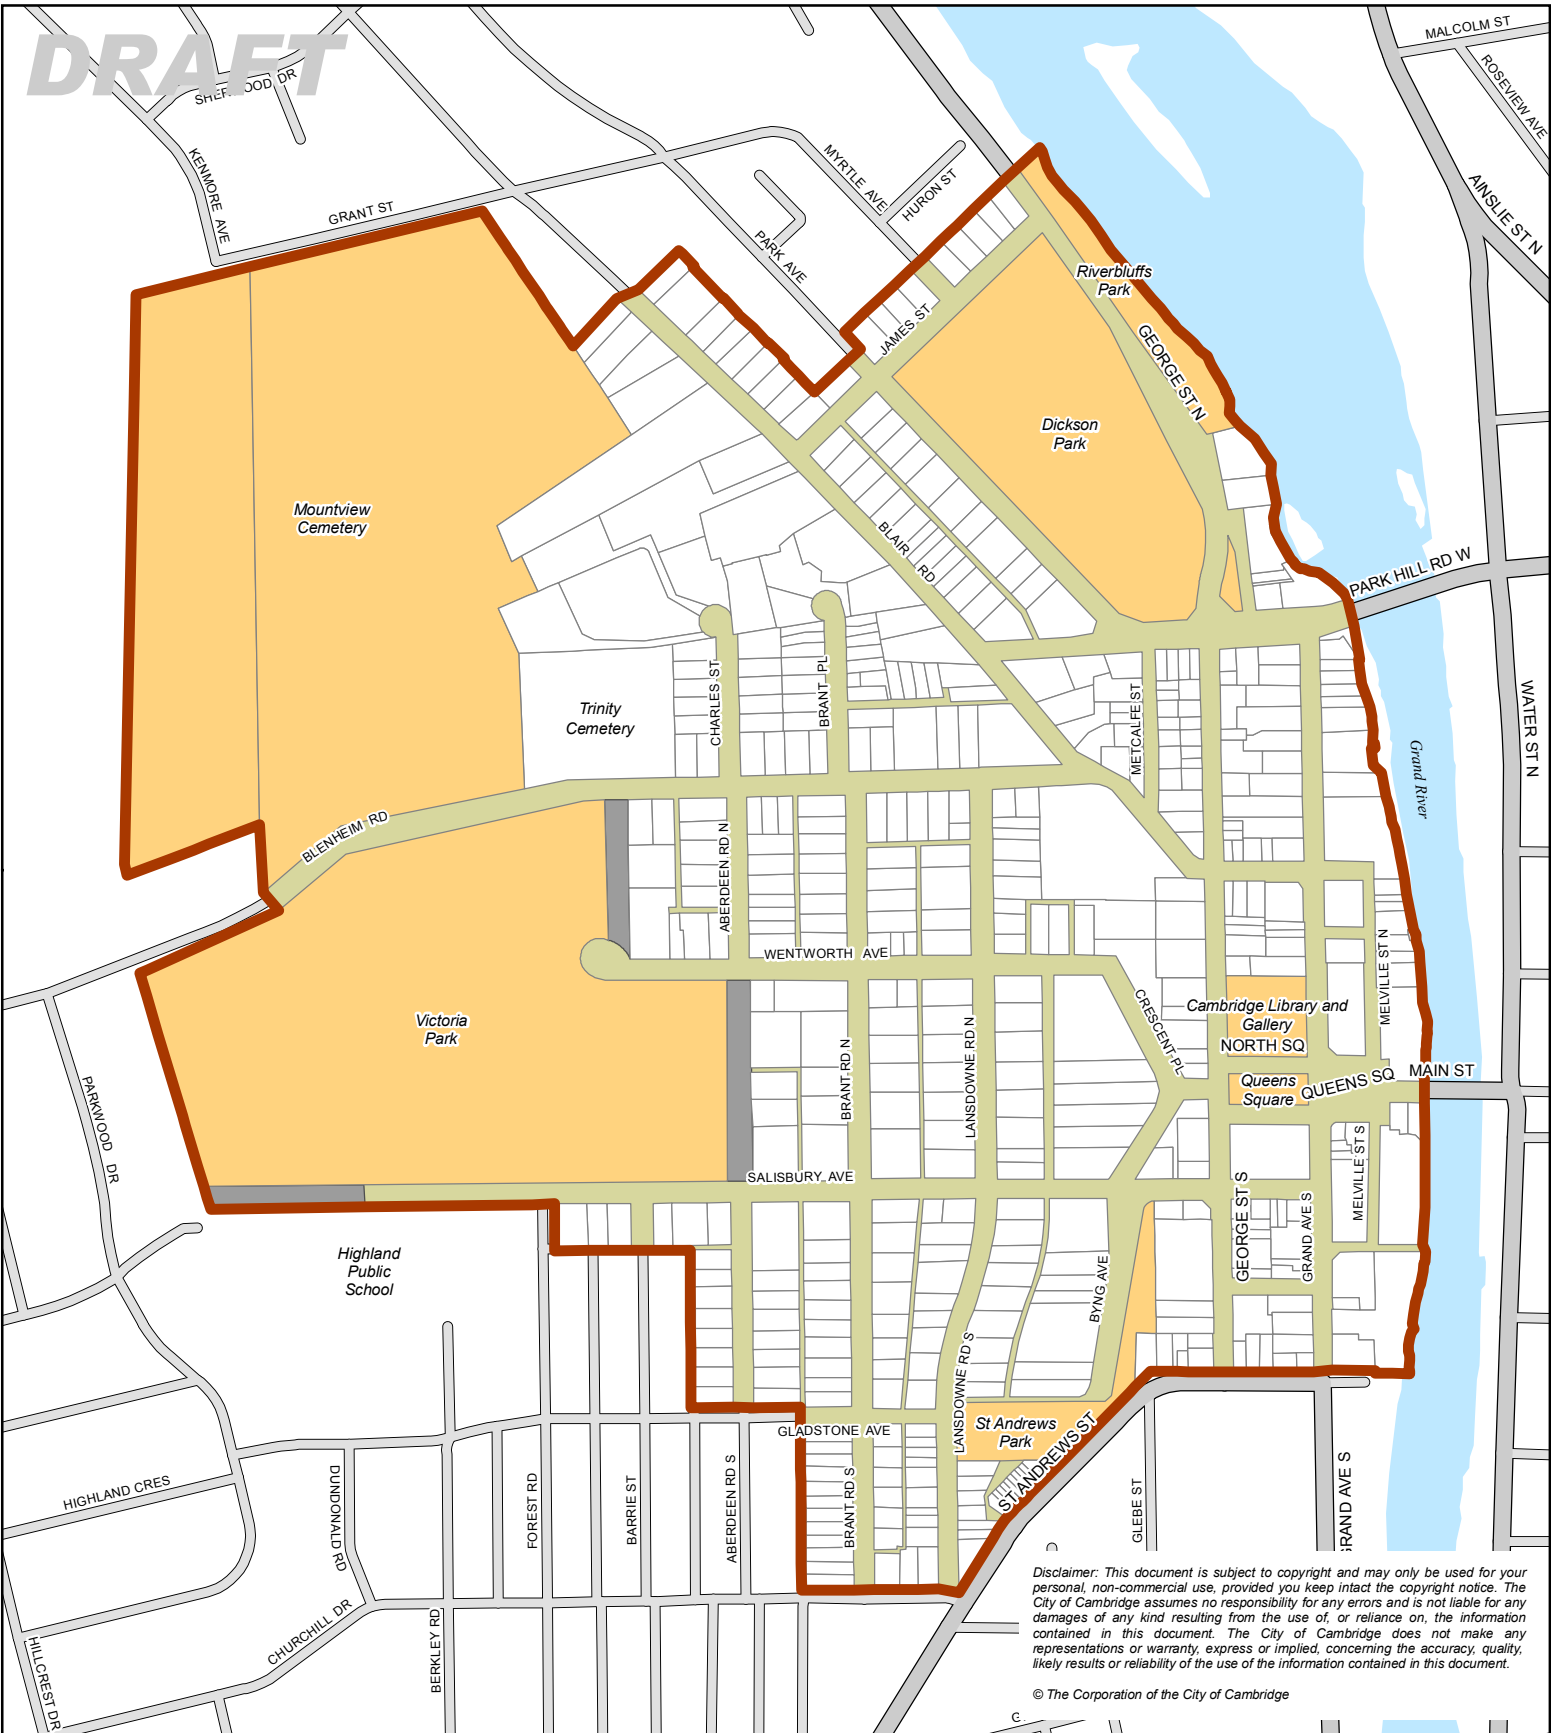 DRAFT
MALCOLM ST
ROSEVIEW AVE
SHERWOOD DR
KENMORE AVE
GRANT ST
MYRTLE AVE
HURON ST
PARK AVE
AINSLIE ST N
Riverbluffs
Park
JAMES ST
GEORGE ST N
Dickson
Park
Mountview
Cemetery
BLAIR RD
PARK HILL RD W
Trinity
Cemetery
CHARLES ST
BRANT PL
METCALFE ST
WATER ST N
Grand River
BLENHEIM RD
ABERDEEN RD N
WENTWORTH AVE
MELVILLE ST N
CRESCENT PL
Cambridge Library and
Gallery
NORTH SQ
Victoria
Park
BRANT RD N
LANSDOWNE RD N
Queens
Square
QUEENS SQ
MAIN ST
PARKWOOD DR
SALISBURY AVE
MELVILLE ST S
GEORGE ST S
GRAND AVE S
Highland
Public
School
BYNG AVE
LANSDOWNE RD S
GLADSTONE AVE
St Andrews
Park
ST ANDREWS ST
HIGHLAND CRES
DUNDONALD RD
FOREST RD
BARRIE ST
ABERDEEN RD S
BRANT RD S
GLEBE ST
GRAND AVE S
CHURCHILL DR
BERKLEY RD
HILLCREST DR
Disclaimer: This document is subject to copyright and may only be used for your
personal, non-commercial use, provided you keep intact the copyright notice. The
City of Cambridge assumes no responsibility for any errors and is not liable for any
damages of any kind resulting from the use of, or reliance on, the information
contained in this document. The City of Cambridge does not make any
representations or warranty, express or implied, concerning the accuracy, quality,
likely results or reliability of the use of the information contained in this document.
© The Corporation of the City of Cambridge